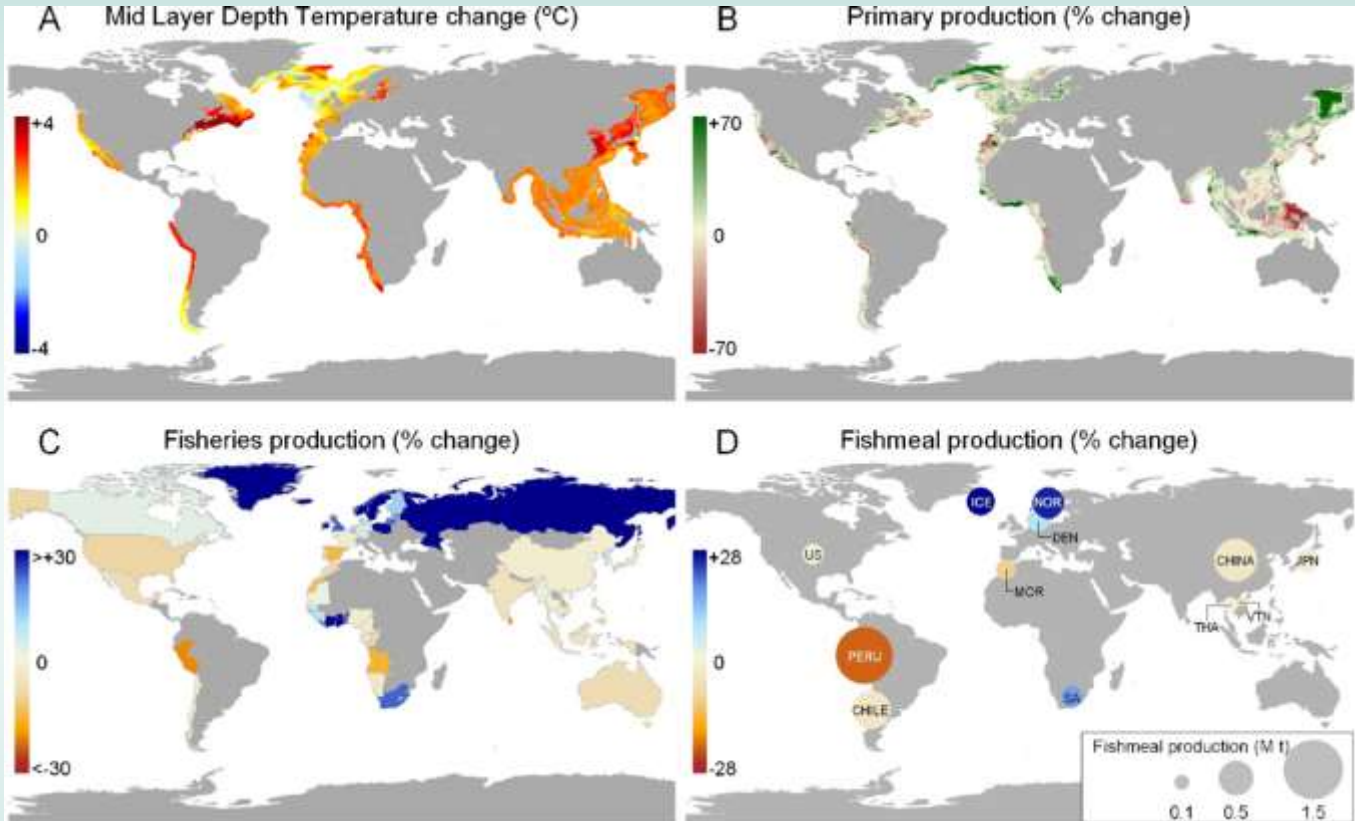 A Mid Layer Depth Temperature change (ºC)
+4
0
-4
B Primary production (% change)
+70
0
-70
C Fisheries production (% change)
>+30
0
<-30
D Fishmeal production (% change)
+28
0
-28
ICE
NOR
DEN
US
MOR
CHINA
JPN
THA
VTN
PERU
CHILE
SA
Fishmeal production (M t)
0.1 0.5 1.5